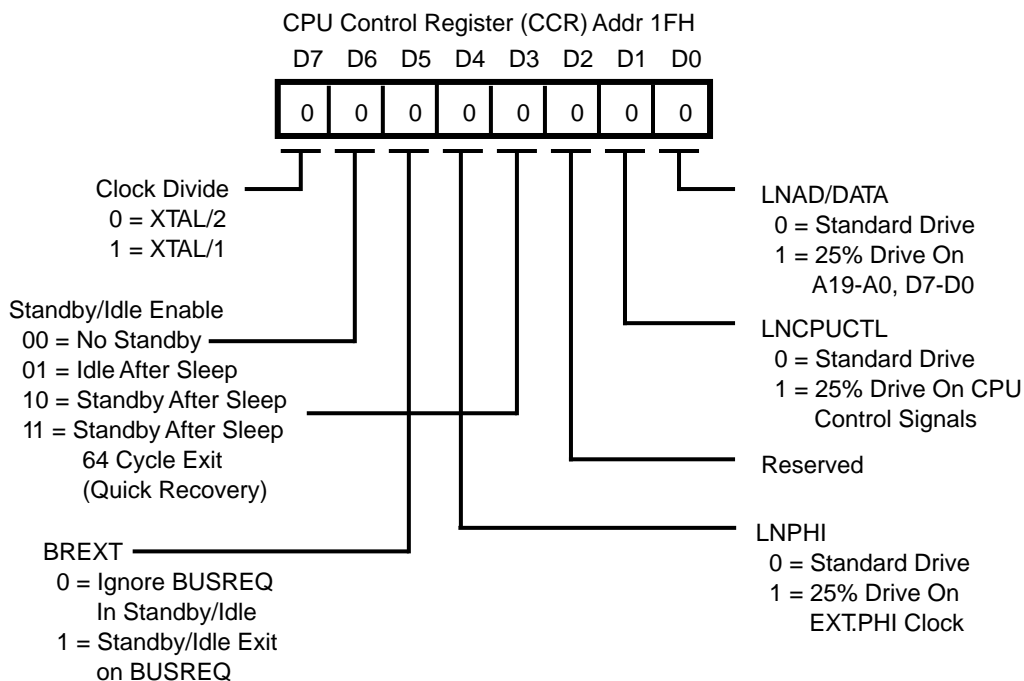 CPU Control Register (CCR) Addr 1FH
D7 D6 D5 D4 D3 D2 D1 D0
0 0 0 0 0 0 0 0
Clock Divide
0 = XTAL/2
1 = XTAL/1
Standby/Idle Enable
00 = No Standby
01 = Idle After Sleep
10 = Standby After Sleep
11 = Standby After Sleep
64 Cycle Exit
(Quick Recovery)
BREXT
0 = Ignore BUSREQ
In Standby/Idle
1 = Standby/Idle Exit
on BUSREQ
LNAD/DATA
0 = Standard Drive
1 = 25% Drive On
A19-A0, D7-D0
LNCPUCTL
0 = Standard Drive
1 = 25% Drive On CPU
Control Signals
Reserved
LNPHI
0 = Standard Drive
1 = 25% Drive On
EXT.PHI Clock